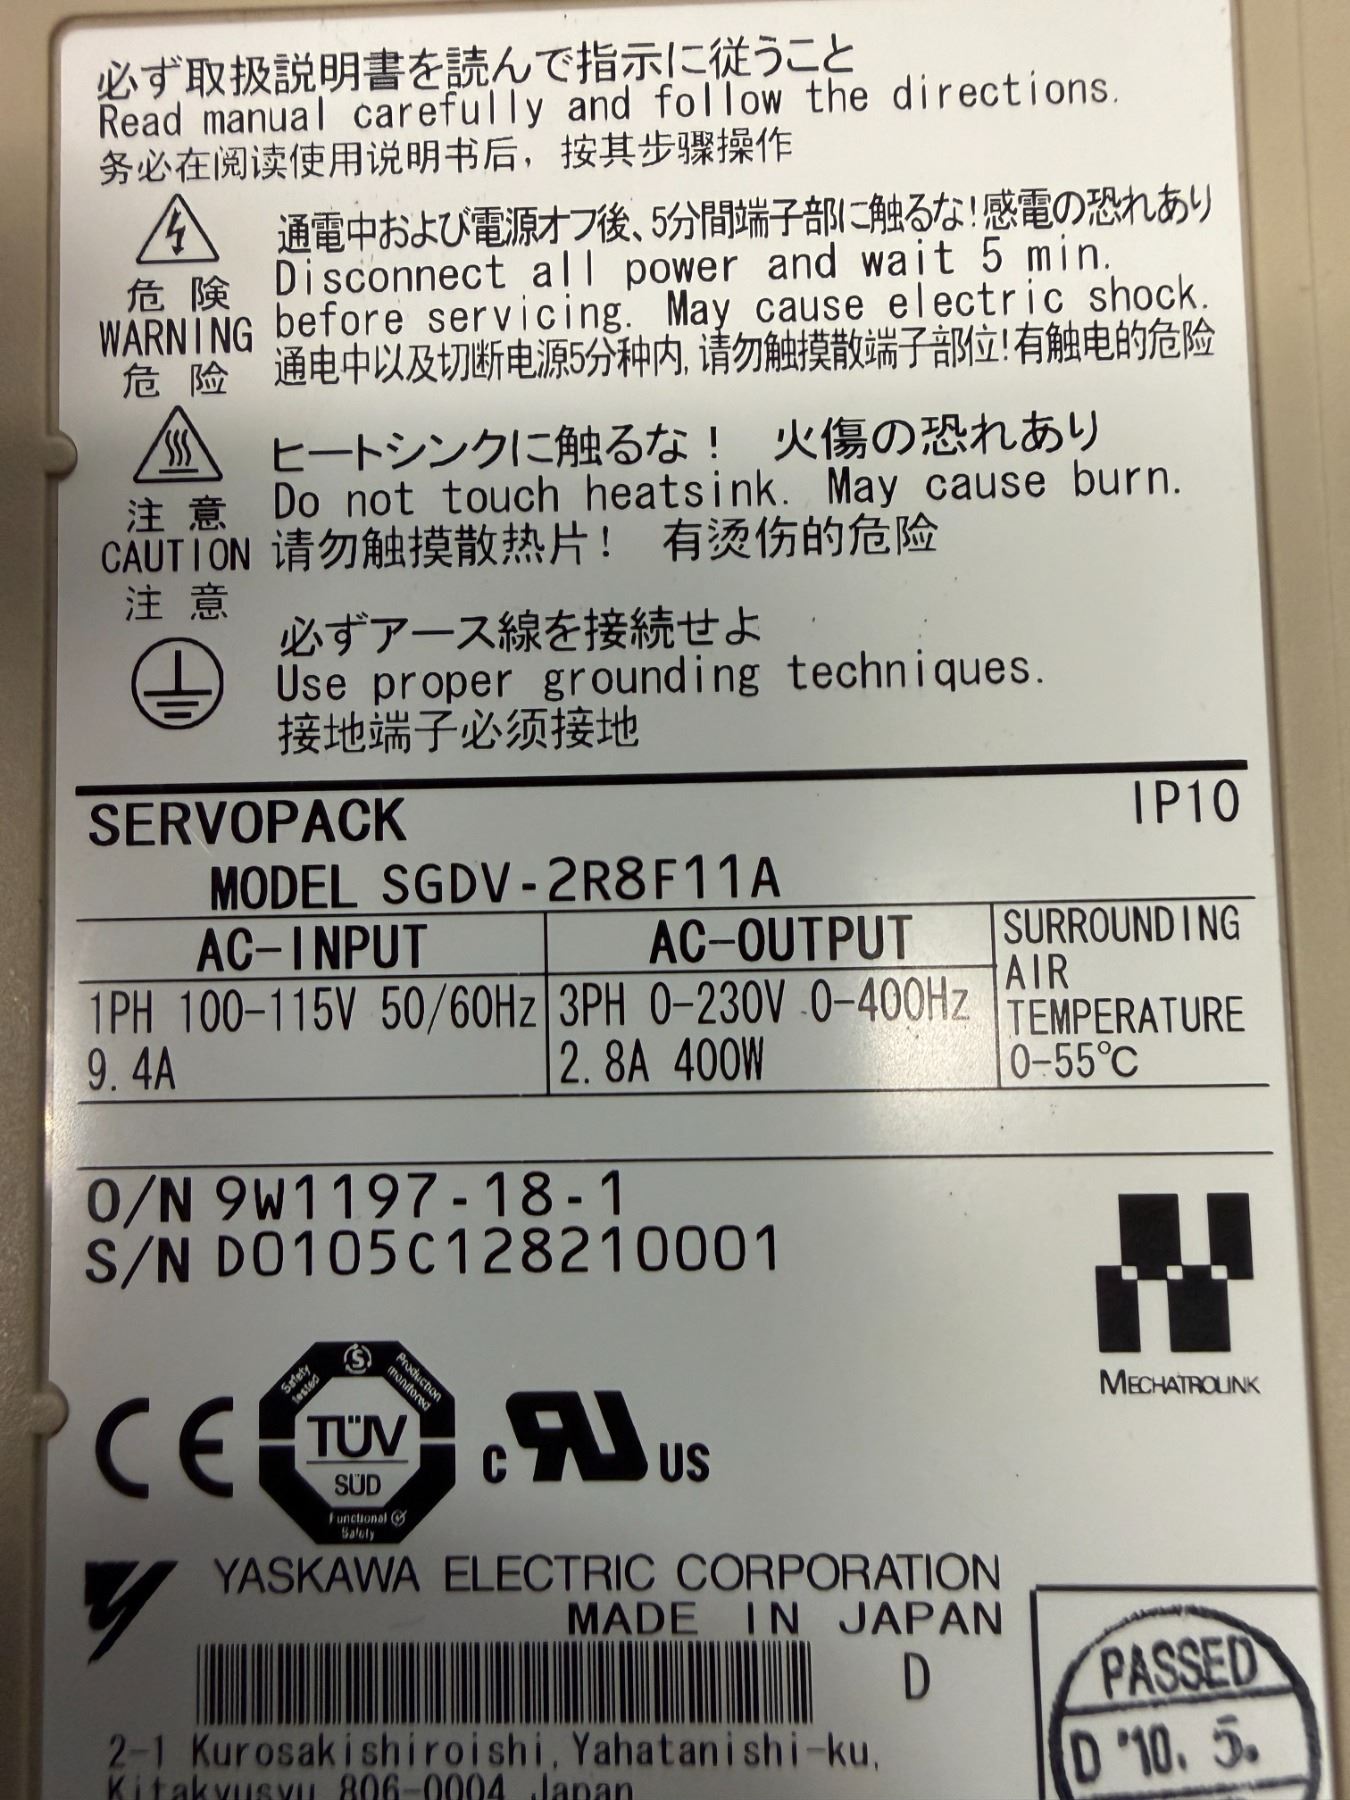 必ず取扱説明書を読んで指示に従うこと
Read manual carefully and follow the directions.
务必在阅读使用说明书后，按其步骤操作
危 険
WARNING
危 险
通電中および電源オフ後、5分間端子部に触るな!感電の恐れあり
Disconnect all power and wait 5 min.
before servicing. May cause electric shock.
通电中以及切断电源5分种内,请勿触摸散端子部位!有触电的危险
注 意
CAUTION
注 意
ヒートシンクに触るな！ 火傷の恐れあり
Do not touch heatsink. May cause burn.
请勿触摸散热片！ 有烫伤的危险
必ずアース線を接続せよ
Use proper grounding techniques.
接地端子必须接地
SERVOPACK IP10
MODEL SGDV-2R8F11A
AC-INPUT
1PH 100-115V 50/60Hz
9.4A
AC-OUTPUT
3PH 0-230V 0-400Hz
2.8A 400W
SURROUNDING
AIR
TEMPERATURE
0-55℃
O/N 9W1197-18-1
S/N D0105C128210001
MECHATROLINK
CE
Safety
tested
S
Production
monitored
TÜV
SÜD
Functional
Safety
c RU US
YASKAWA ELECTRIC CORPORATION
MADE IN JAPAN
D
2-1 Kurosakishiroishi, Yahatanishi-ku,
Kitakyusyu 806-0004 Japan
PASSED
D '10. 5.